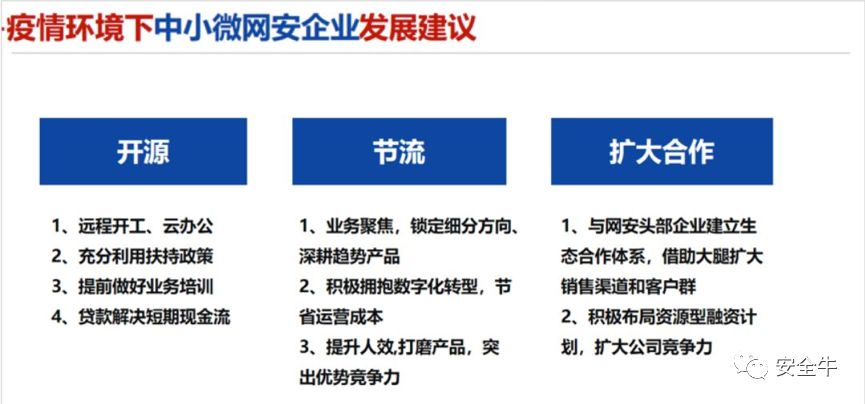 疫情环境下中小微网安企业发展建议
开源
1、远程开工、云办公
2、充分利用扶持政策
3、提前做好业务培训
4、贷款解决短期现金流
节流
1、业务聚焦，锁定细分方向、
深耕趋势产品
2、积极拥抱数字化转型，节
省运营成本
3、提升人效,打磨产品，突
出优势竞争力
扩大合作
1、与网安头部企业建立生
态合作体系，借助大腿扩大
销售渠道和客户群
2、积极布局资源型融资计
划，扩大公司竞争力
安全牛